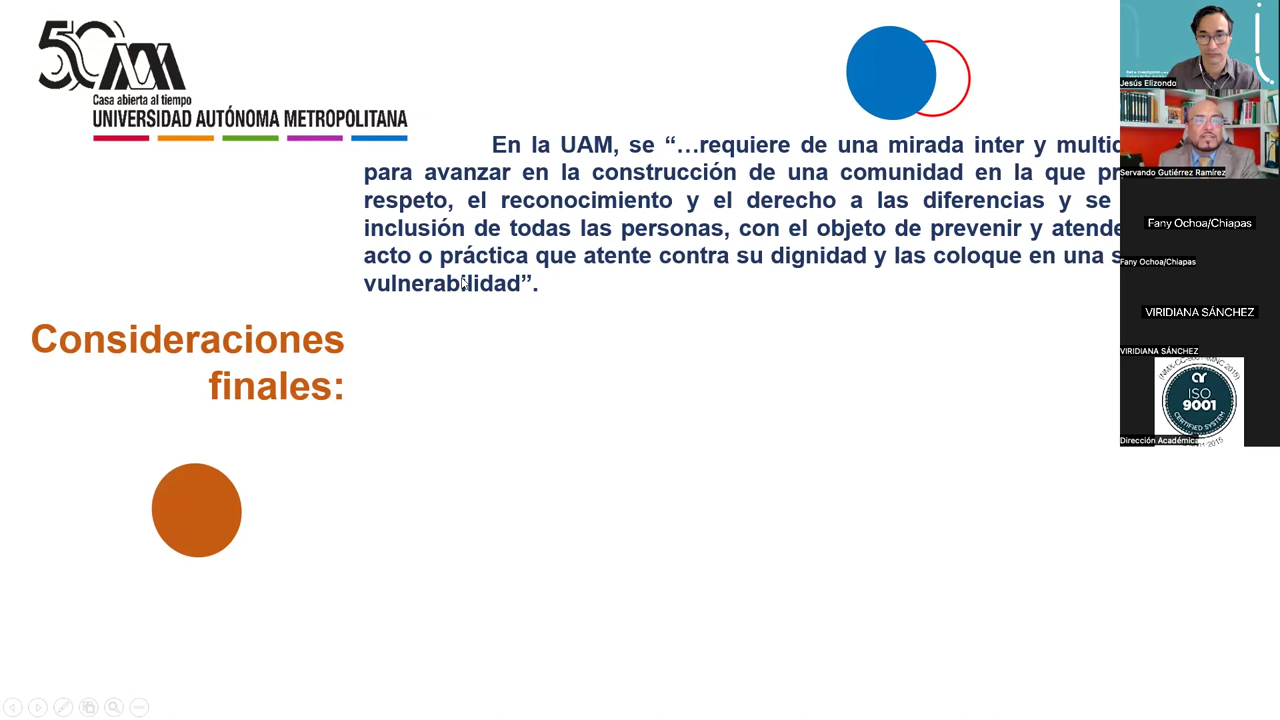 50
Casa abierta al tiempo
UNIVERSIDAD AUTÓNOMA METROPOLITANA
En la UAM, se “…requiere de una mirada inter y
para avanzar en la construcción de una comunidad en la que
respeto, el reconocimiento y el derecho a las diferencias y se
inclusión de todas las personas, con el objeto de prevenir y
acto o práctica que atente contra su dignidad y las coloque en una
vulnerabilidad”.
Consideraciones
finales:
Jesús Elizondo
Servando Gutiérrez Ramírez
Fany Ochoa/Chiapas
Fany Ochoa/Chiapas
VIRIDIANA SÁNCHEZ
VIRIDIANA SÁNCHEZ
ISO
9001
CERTIFIED SYSTEM
Dirección Académica